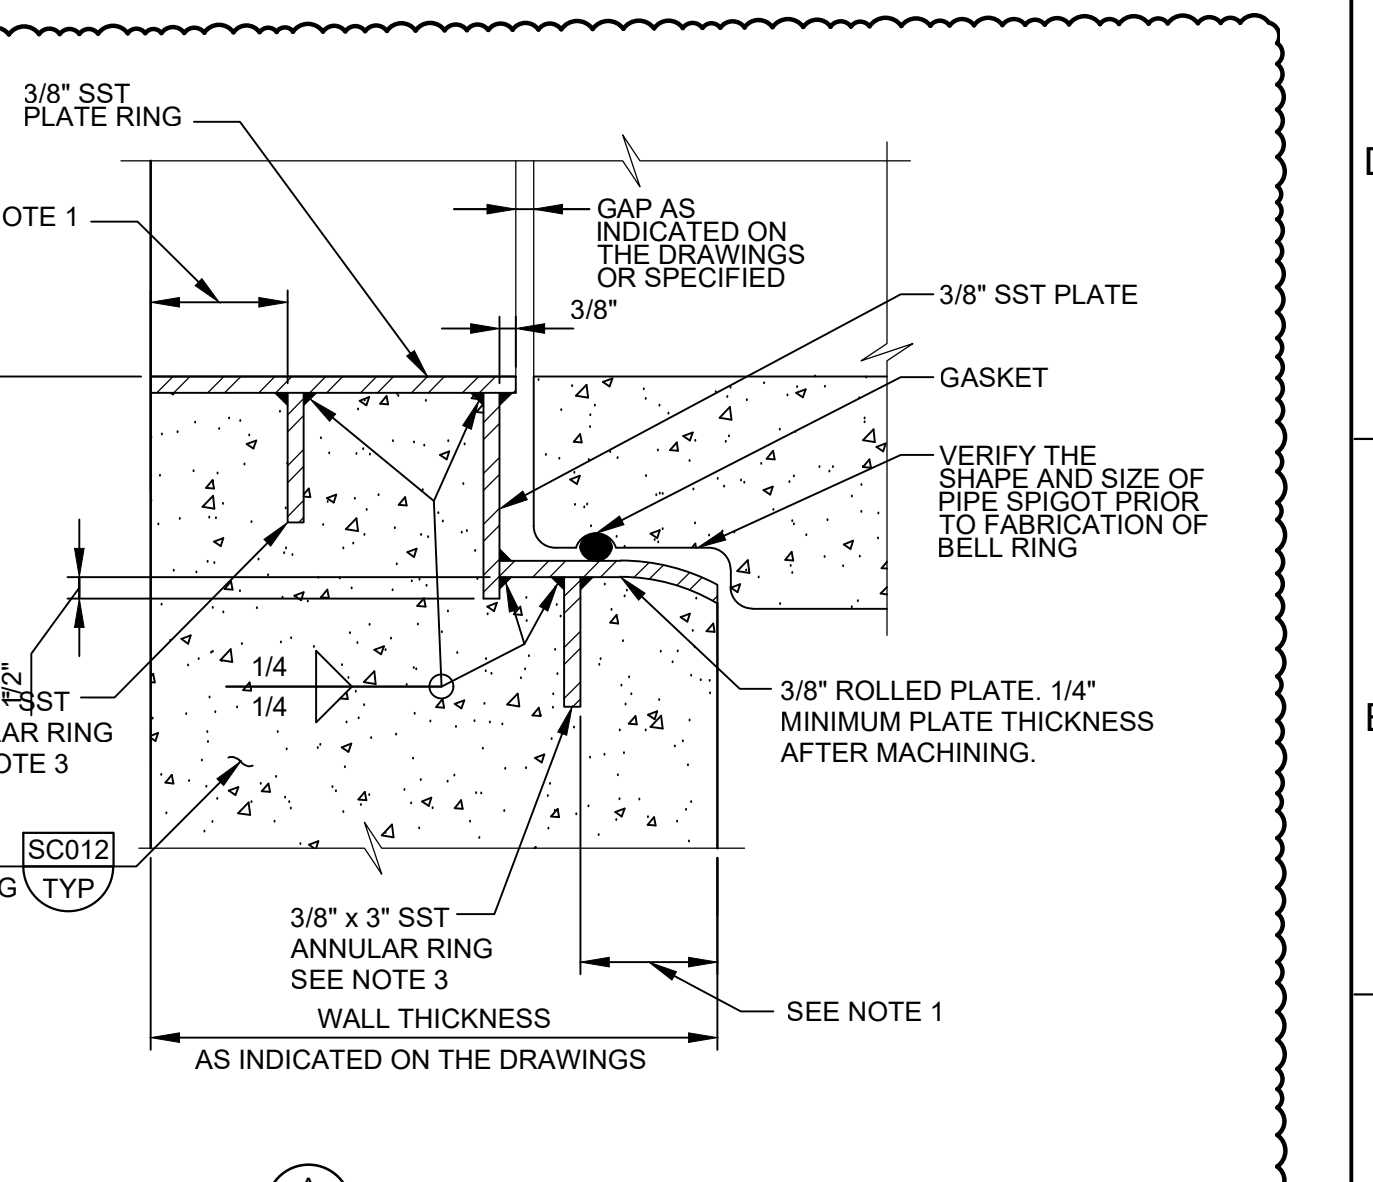 3/8" SST
PLATE RING
OTE 1
GAP AS
INDICATED ON
THE DRAWINGS
OR SPECIFIED
3/8"
3/8" SST PLATE
GASKET
VERIFY THE
SHAPE AND SIZE OF
PIPE SPIGOT PRIOR
TO FABRICATION OF
BELL RING
1/4
1/4
1/2"
SST
AR RING
OTE 3
3/8" ROLLED PLATE. 1/4"
MINIMUM PLATE THICKNESS
AFTER MACHINING.
SC012
TYP
G
3/8" x 3" SST
ANNULAR RING
SEE NOTE 3
SEE NOTE 1
WALL THICKNESS
AS INDICATED ON THE DRAWINGS